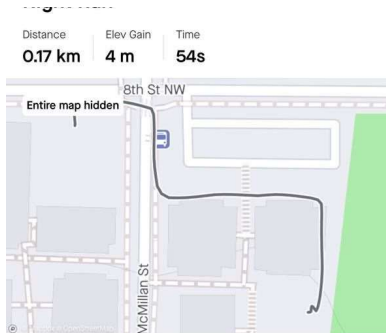 Distance
Elev Gain
Time
0.17 km
4 m
54s
8th St NW
Entire map hidden
McMillan St